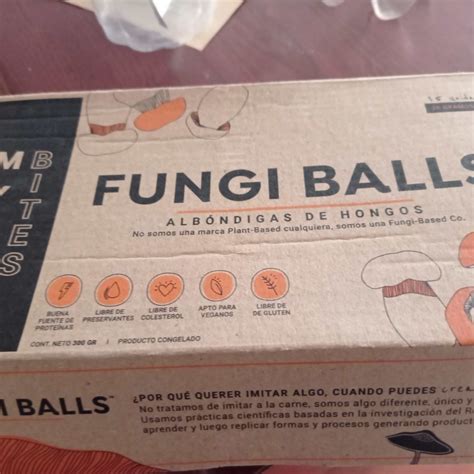 BITES
FUNGI BALLS
ALBÓNDIGAS DE HONGOS
No somos una marca Plant-Based cualquiera, somos una Fungi-Based Co.
BUENA FUENTE DE PROTEÍNAS
LIBRE DE PRESERVANTES
LIBRE DE COLESTEROL
APTO PARA VEGANOS
LIBRE DE GLUTEN
CONT. NETO 300 GR | PRODUCTO CONGELADO
I BALLS™
¿POR QUÉ QUERER IMITAR ALGO, CUANDO PUEDES
No tratamos de imitar a la carne, somos algo diferente, único y
Usamos prácticas científicas basadas en la investigación del
aprender y luego replicar formas y procesos generando